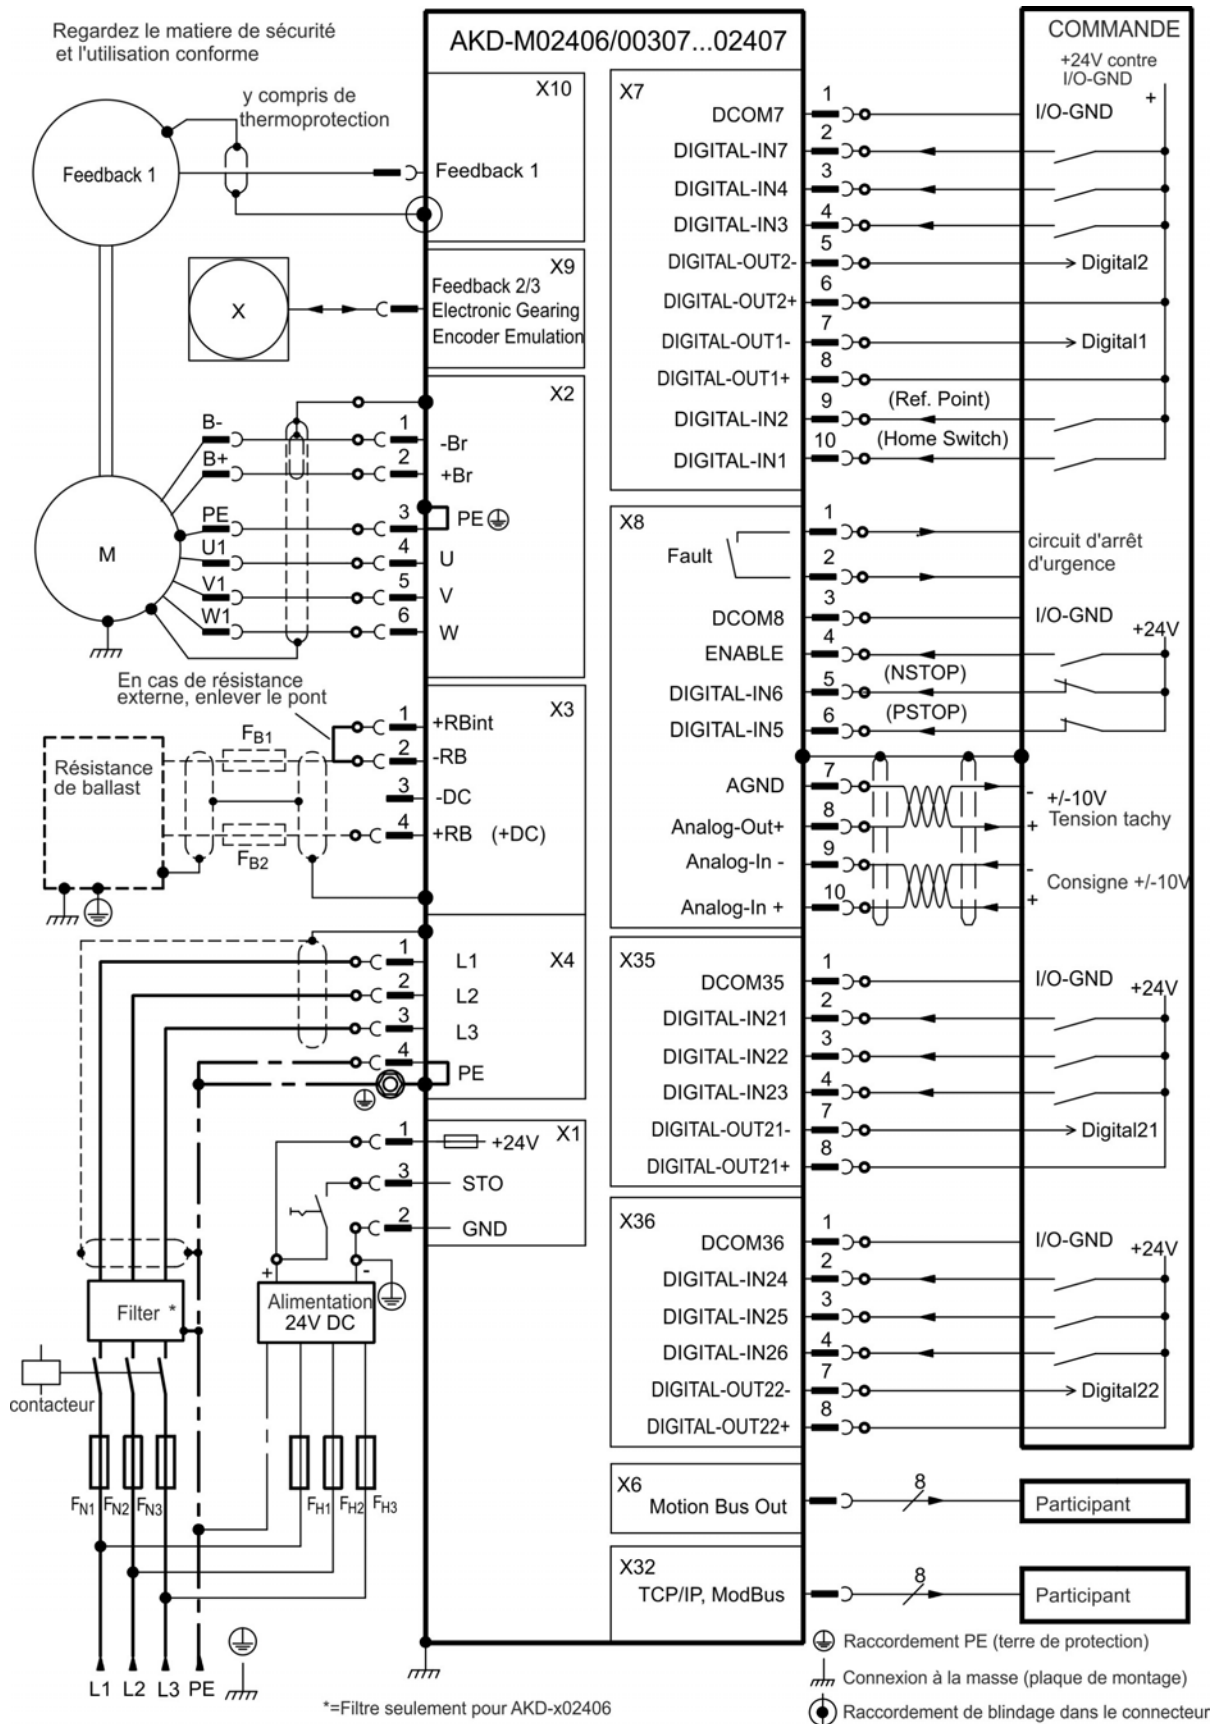 Regardez le matiere de sécurité
et l'utilisation conforme
AKD-M02406/00307...02407
COMMANDE
+24V contre
I/O-GND
+
y compris de
thermoprotection
Feedback 1
X10
Feedback 1
X
X9
Feedback 2/3
Electronic Gearing
Encoder Emulation
X2
B- 1 -Br
B+ 2 +Br
PE 3 PE
U1 4 U
V1 5 V
W1 6 W
M
En cas de résistance
externe, enlever le pont
X3
1 +RBint
2 -RB
3 -DC
4 +RB (+DC)
FB1
Résistance
de ballast
FB2
X4
1 L1
2 L2
3 L3
4 PE
X1
1 +24V
3 STO
2 GND
+ -
Filter *
Alimentation
24V DC
contacteur
FN1 FN2 FN3 FH1 FH2 FH3
L1 L2 L3 PE
*=Filtre seulement pour AKD-x02406
X7
DCOM7 1 I/O-GND
DIGITAL-IN7 2
DIGITAL-IN4 3
DIGITAL-IN3 4
DIGITAL-OUT2- 5 Digital2
DIGITAL-OUT2+ 6
DIGITAL-OUT1- 7 Digital1
DIGITAL-OUT1+ 8
DIGITAL-IN2 9 (Ref. Point)
DIGITAL-IN1 10 (Home Switch)
X8
Fault 1 2
circuit d'arrêt
d'urgence
DCOM8 3 I/O-GND
+24V
ENABLE 4
DIGITAL-IN6 5 (NSTOP)
DIGITAL-IN5 6 (PSTOP)
AGND 7 -
Analog-Out+ 8 +
+/-10V
Tension tachy
Analog-In - 9 -
Analog-In + 10 +
Consigne +/-10V
X35
DCOM35 1 I/O-GND
+24V
DIGITAL-IN21 2
DIGITAL-IN22 3
DIGITAL-IN23 4
DIGITAL-OUT21- 7 Digital21
DIGITAL-OUT21+ 8
X36
DCOM36 1 I/O-GND
+24V
DIGITAL-IN24 2
DIGITAL-IN25 3
DIGITAL-IN26 4
DIGITAL-OUT22- 7 Digital22
DIGITAL-OUT22+ 8
X6
Motion Bus Out 8 Participant
X32
TCP/IP, ModBus 8 Participant
Raccordement PE (terre de protection)
Connexion à la masse (plaque de montage)
Raccordement de blindage dans le connecteur